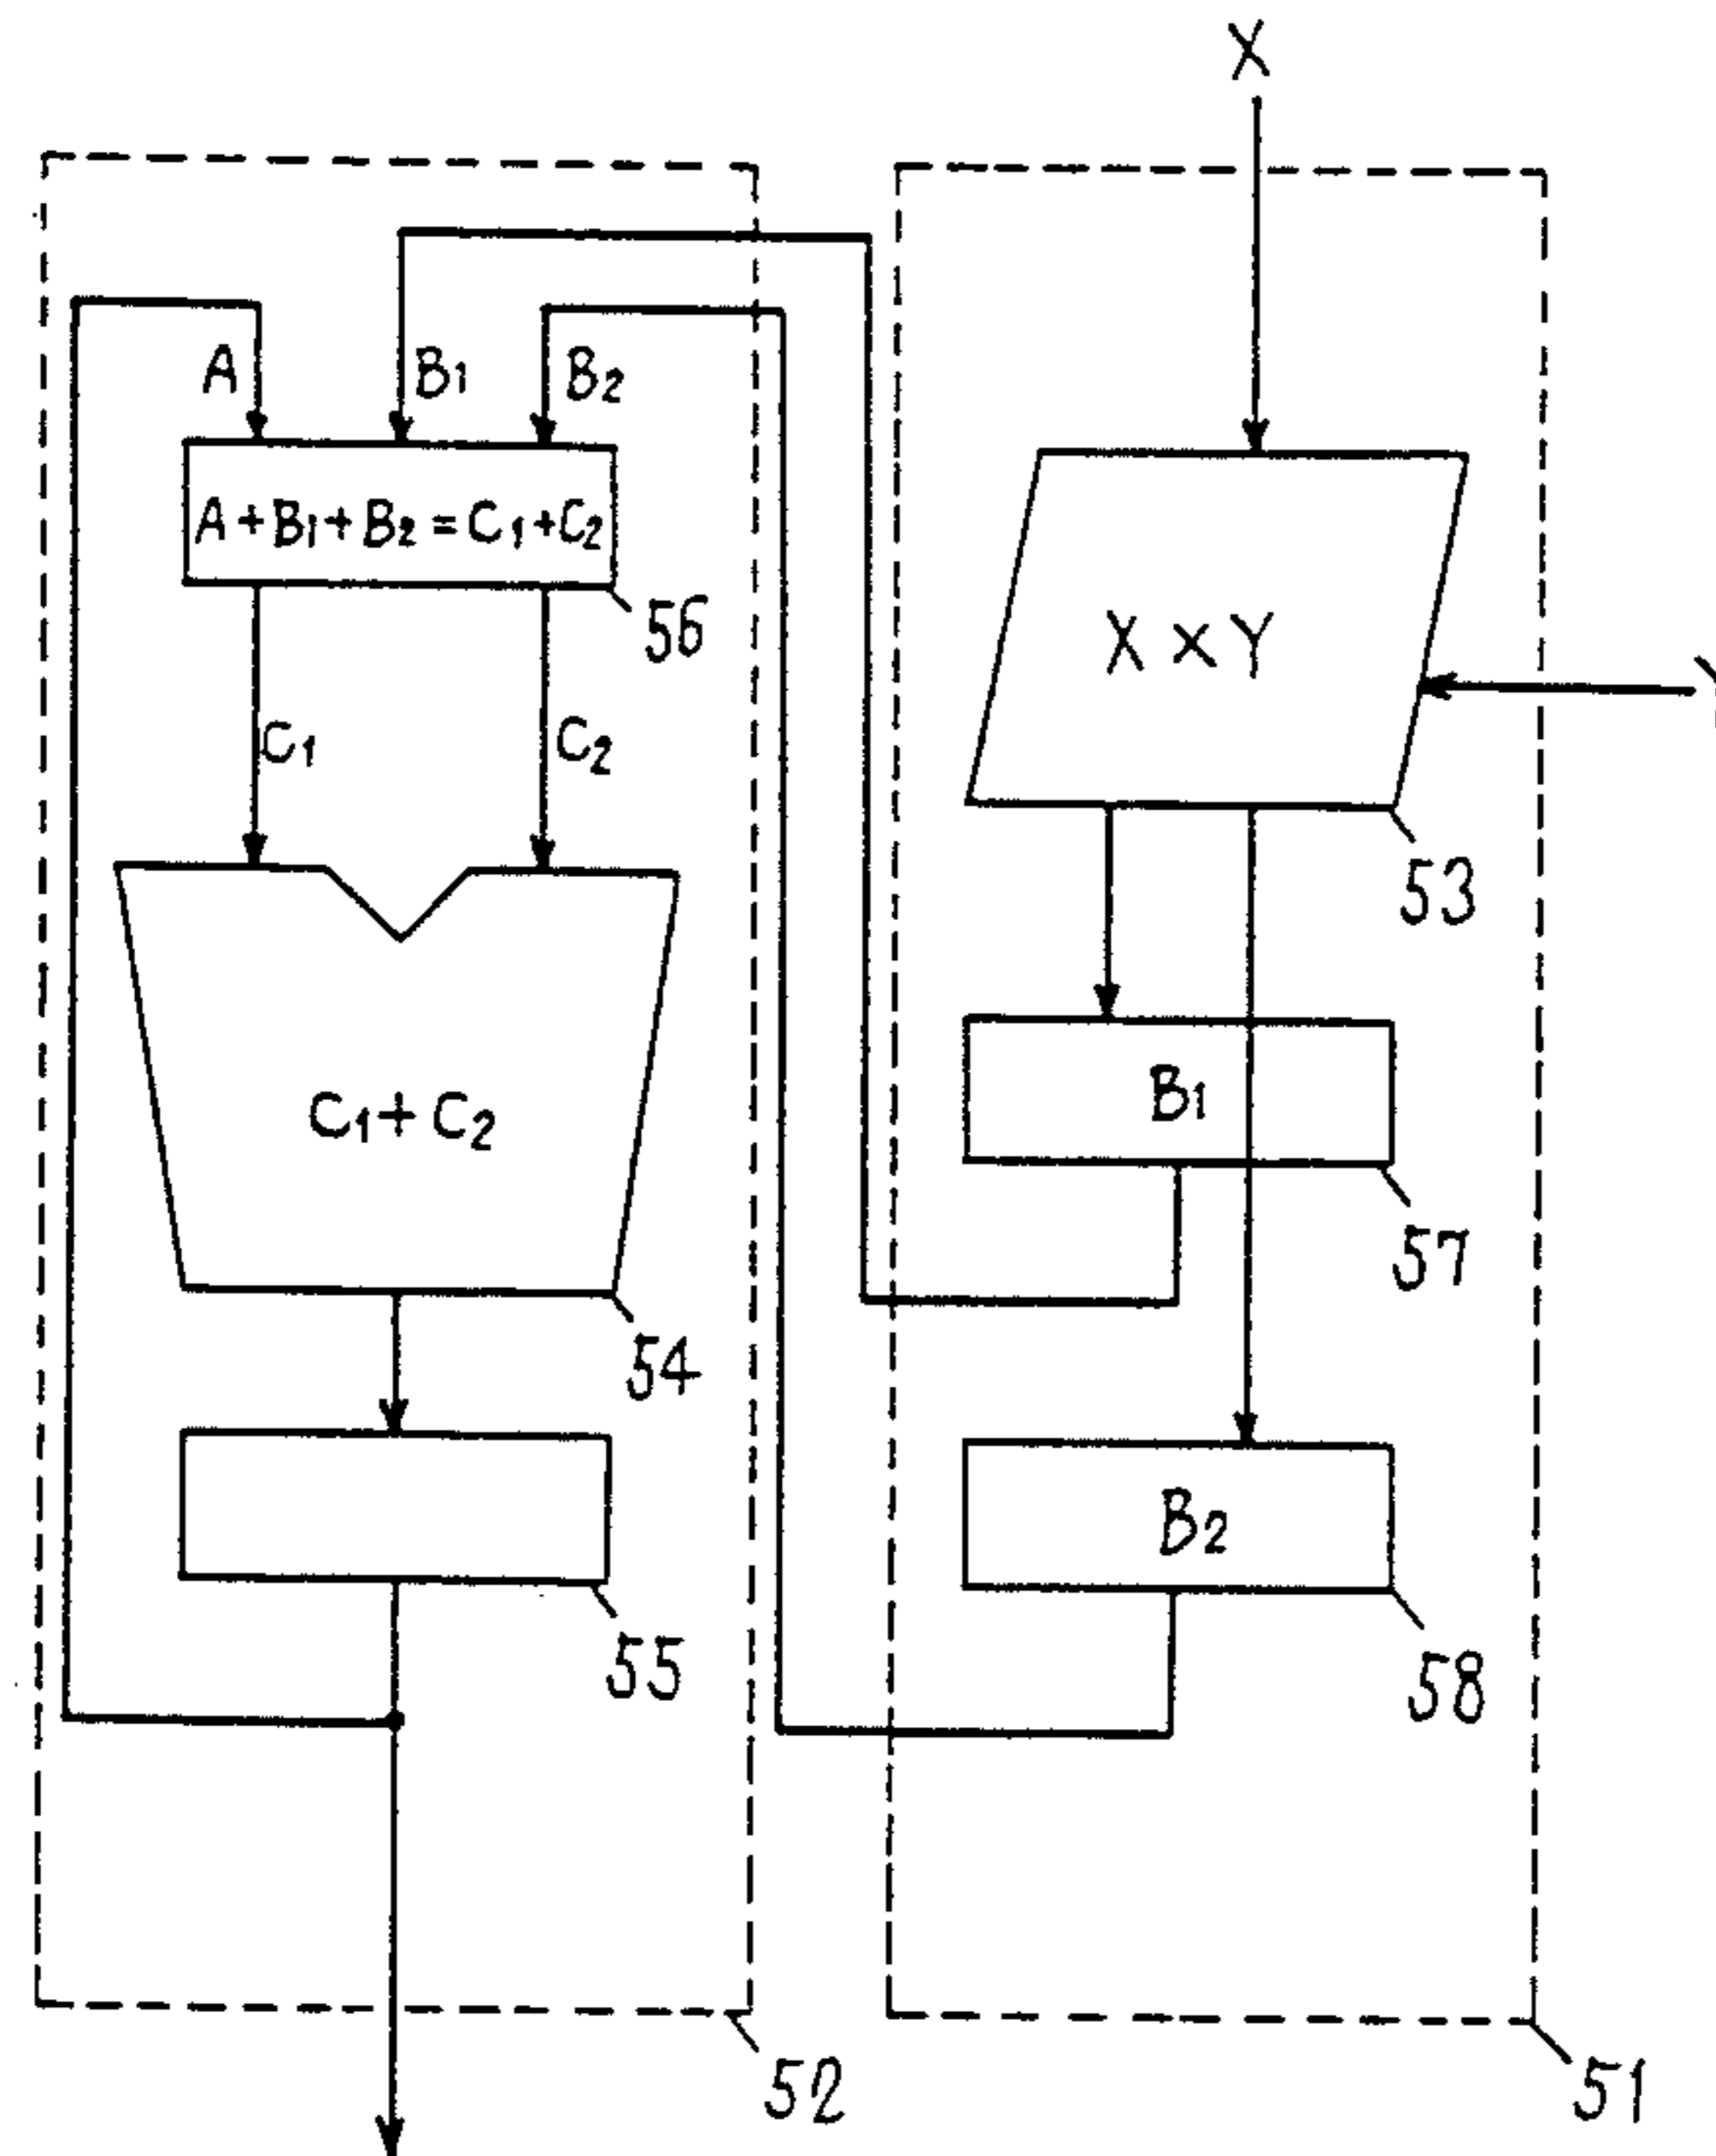 X
A
B₁
B₂
A+B₁+B₂=C₁+C₂
56
X×Y
Y
C₁
C₂
53
B₁
C₁+C₂
57
54
B₂
55
58
52
51